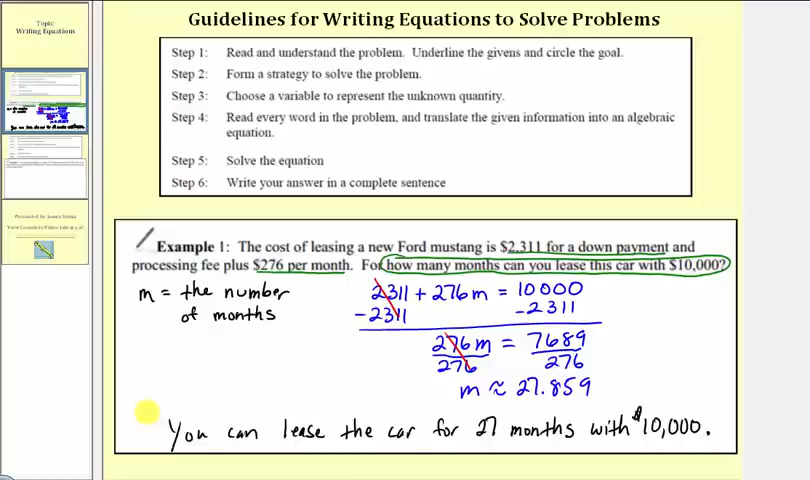 Topic:
Writing Equations
Guidelines for Writing Equations to Solve Problems
Step 1: Read and understand the problem. Underline the givens and circle the goal.
Step 2: Form a strategy to solve the problem.
Step 3: Choose a variable to represent the unknown quantity.
Step 4: Read every word in the problem, and translate the given information into an algebraic
equation.
Step 5: Solve the equation
Step 6: Write your answer in a complete sentence
Example 1: The cost of leasing a new Ford mustang is $2,311 for a down payment and
processing fee plus $276 per month. For how many months can you lease this car with $10,000?
m = the number
of months
2311 + 276m = 10000
-2311 -2311
276m = 7689
276 276
m ≈ 27.859
You can lease the car for 27 months with $10,000.